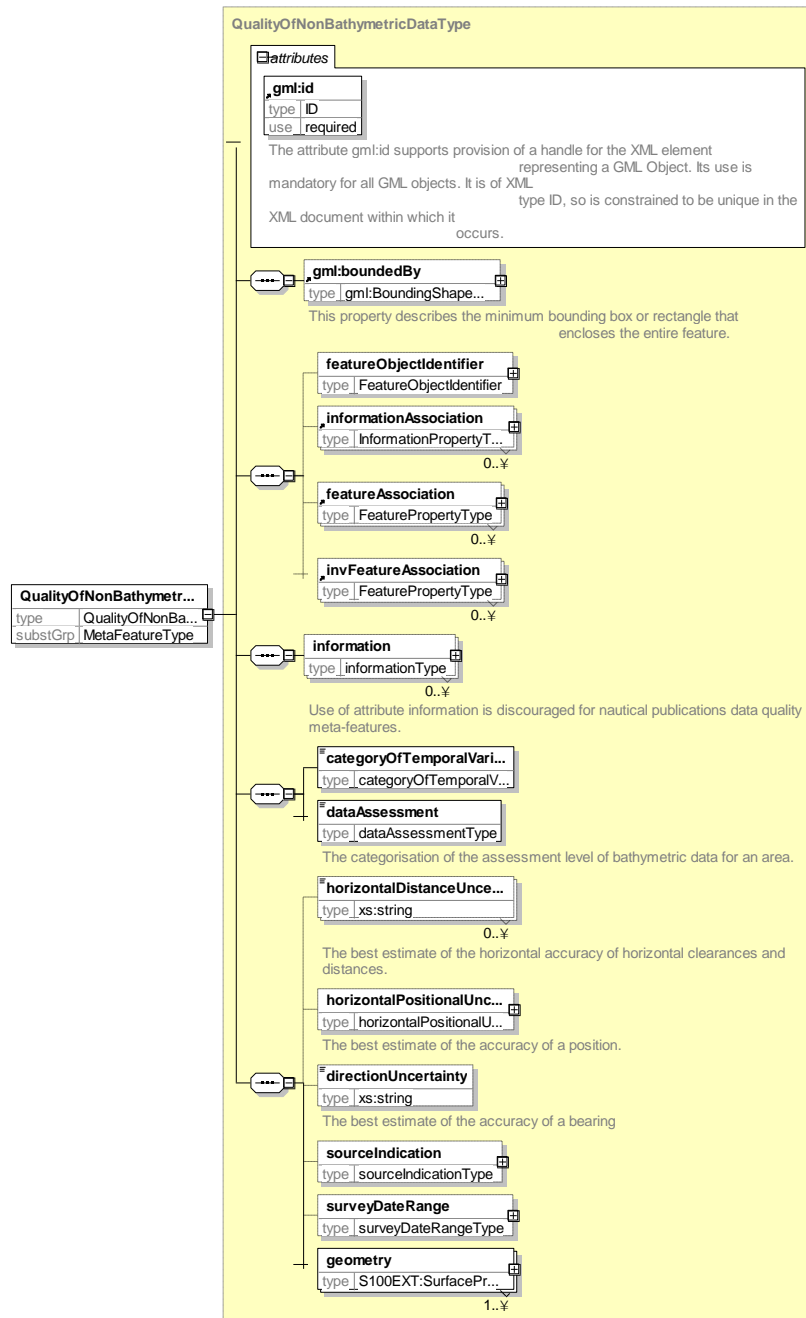 QualityOfNonBathymetricDataType
attributes
gml:id
type ID
use required
The attribute gml:id supports provision of a handle for the XML element
representing a GML Object. Its use is
mandatory for all GML objects. It is of XML
type ID, so is constrained to be unique in the
XML document within which it
occurs.
gml:boundedBy
type gml:BoundingShape...
This property describes the minimum bounding box or rectangle that
encloses the entire feature.
featureObjectIdentifier
type FeatureObjectIdentifier
informationAssociation
type InformationPropertyT...
0..¥
featureAssociation
type FeaturePropertyType
0..¥
invFeatureAssociation
type FeaturePropertyType
0..¥
QualityOfNonBathymetr...
type QualityOfNonBa...
substGrp MetaFeatureType
information
type informationType
0..¥
Use of attribute information is discouraged for nautical publications data quality
meta-features.
categoryOfTemporalVari...
type categoryOfTemporalV...
dataAssessment
type dataAssessmentType
The categorisation of the assessment level of bathymetric data for an area.
horizontalDistanceUnce...
type xs:string
0..¥
The best estimate of the horizontal accuracy of horizontal clearances and
distances.
horizontalPositionalUnc...
type horizontalPositionalU...
The best estimate of the accuracy of a position.
directionUncertainty
type xs:string
The best estimate of the accuracy of a bearing
sourceIndication
type sourceIndicationType
surveyDateRange
type surveyDateRangeType
geometry
type S100EXT:SurfacePr...
1..¥